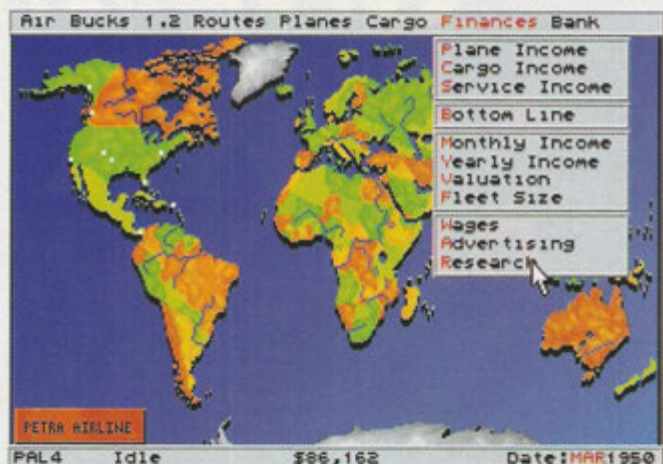 Air Bucks 1.2 Routes Planes Cargo Finances Bank
Plane Income
Cargo Income
Service Income
Bottom Line
Monthly Income
Yearly Income
Valuation
Fleet Size
Wages
Advertising
Research
PETRA AIRLINE
PAL4 Idle $86,162 Date:MAR1950